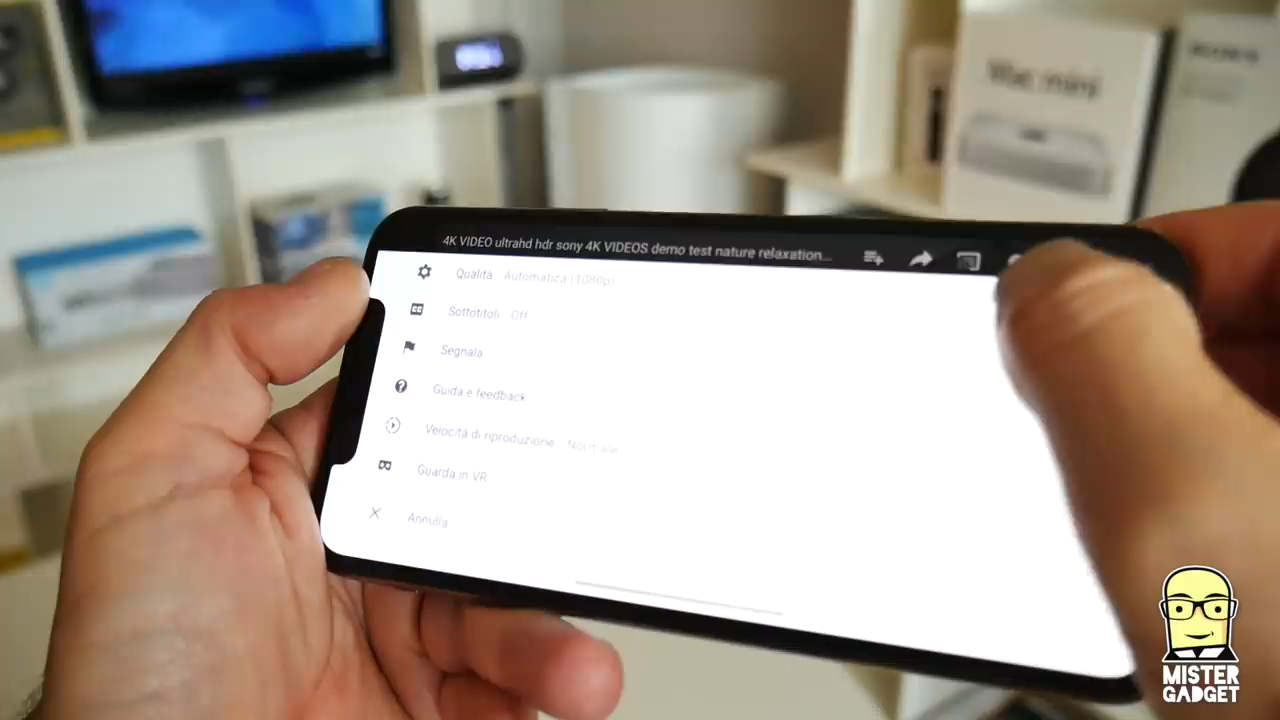 Mac mini
SONY
4K VIDEO ultrahd hdr sony 4K VIDEOS demo test nature relaxation...
Qualità · Automatica (1080p)
Sottotitoli · Off
Segnala
Guida e feedback
Velocità di riproduzione · Normale
Guarda in VR
Annulla
MISTER
GADGET